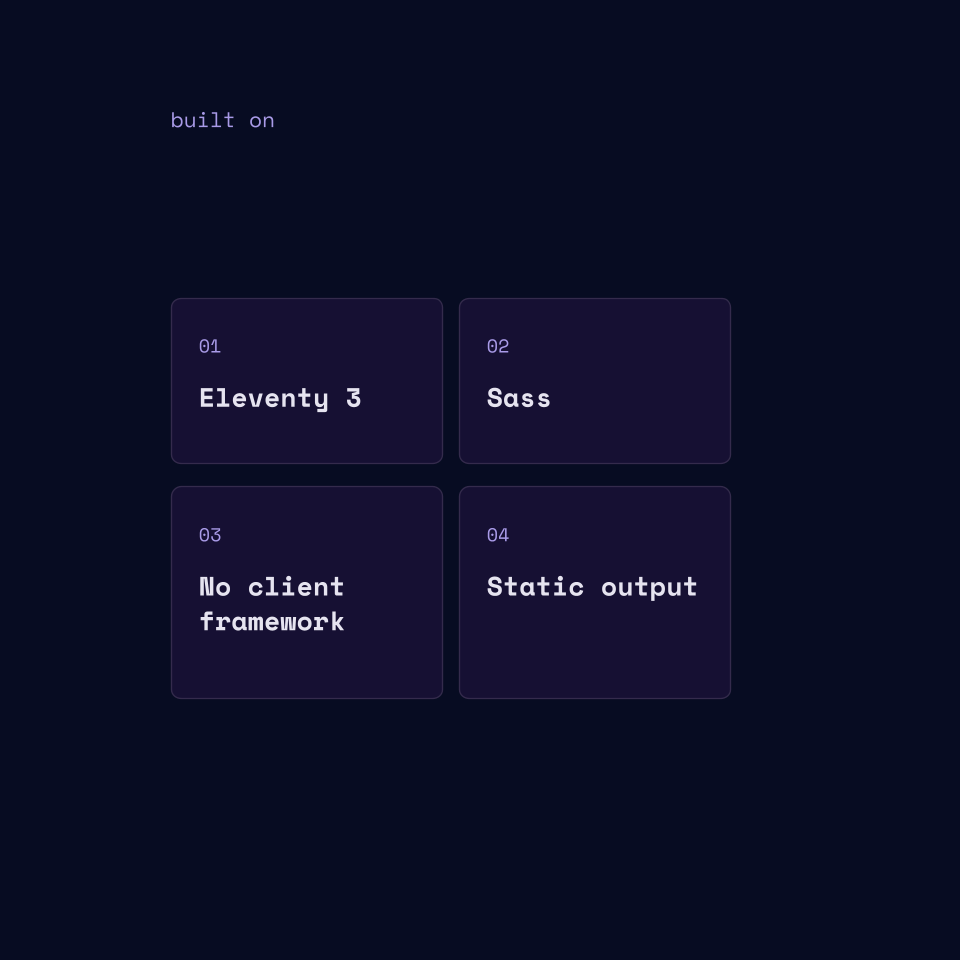 built on
01
Eleventy 3
02
Sass
03
No client
framework
04
Static output